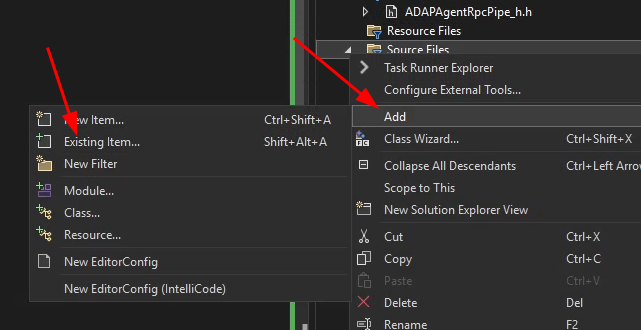 ADAPAgentRpcPipe_h.h
Resource Files
Source Files
Task Runner Explorer
Configure External Tools...
Add
Class Wizard... Ctrl+Shift+X
Collapse All Descendants Ctrl+Left Arro
Scope to This
New Solution Explorer View
Cut Ctrl+X
Copy Ctrl+C
Paste Ctrl+V
Delete Del
Rename F2
New Item... Ctrl+Shift+A
Existing Item... Shift+Alt+A
New Filter
Module...
Class...
Resource...
New EditorConfig
New EditorConfig (IntelliCode)